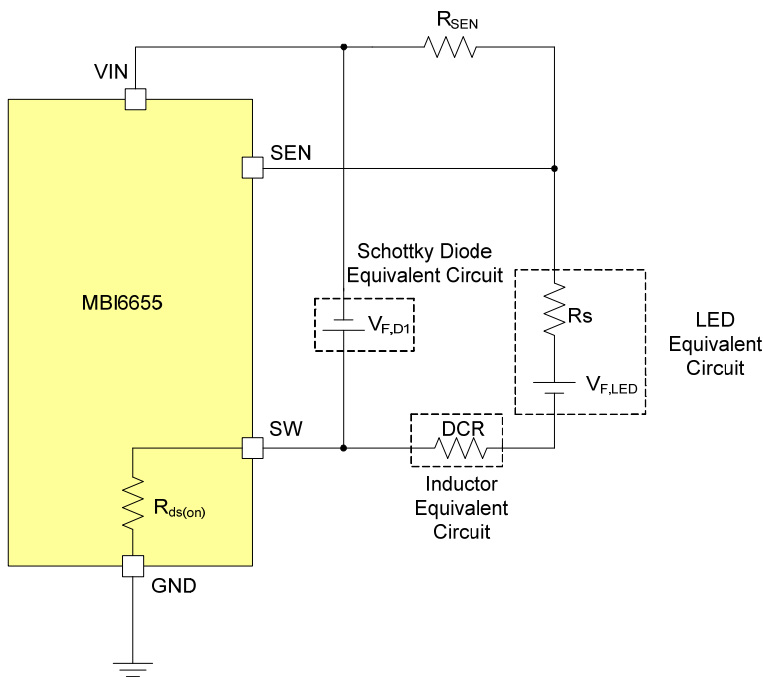 R_SEN
VIN
SEN
Schottky Diode
Equivalent Circuit
MBI6655
V_F,D1
Rs
V_F,LED
LED
Equivalent
Circuit
SW
DCR
R_ds(on)
Inductor
Equivalent
Circuit
GND